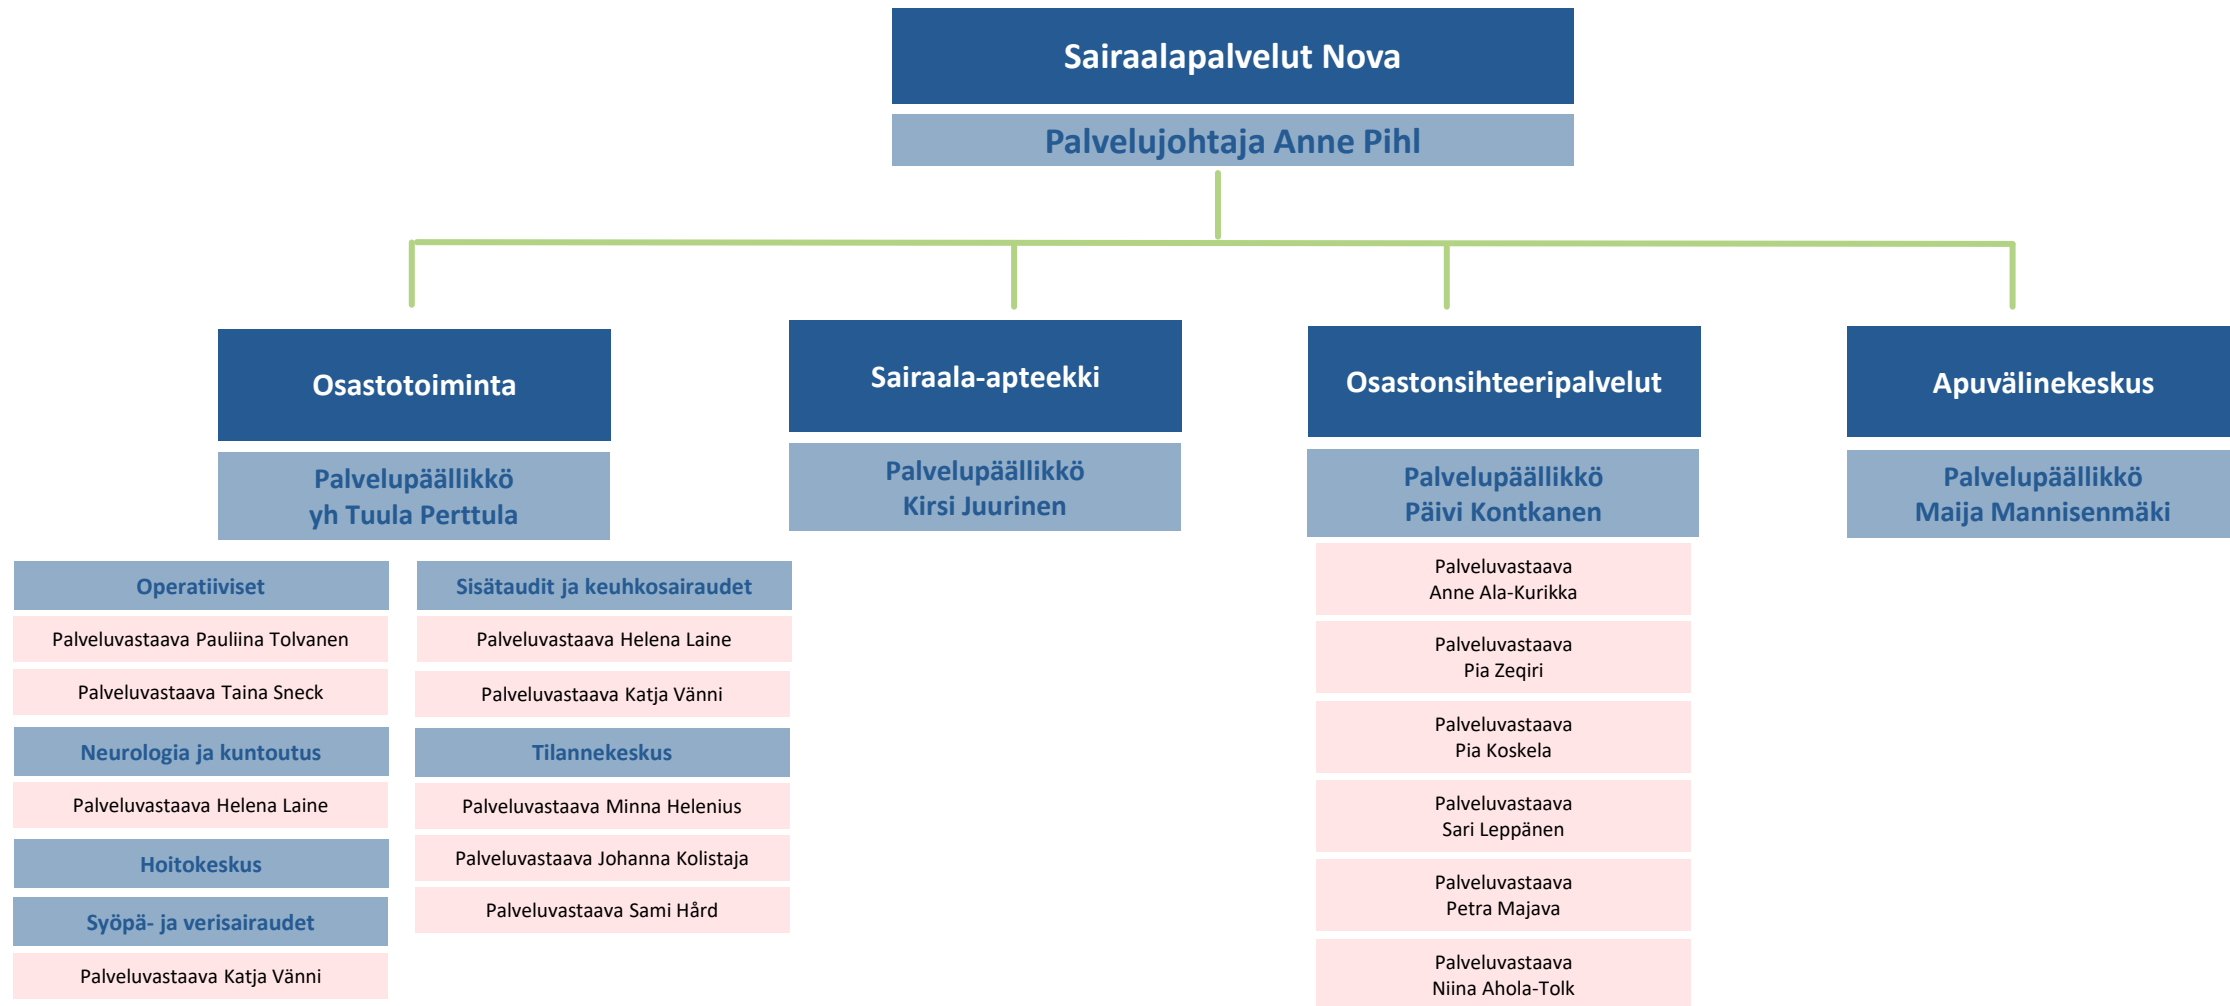 Sairaalapalvelut Nova
Palvelujohtaja Anne Pihl
Osastotoiminta
Palvelupäällikkö
yh Tuula Perttula
Operatiiviset
Palveluvastaava Pauliina Tolvanen
Palveluvastaava Taina Sneck
Neurologia ja kuntoutus
Palveluvastaava Helena Laine
Hoitokeskus
Syöpä- ja verisairaudet
Palveluvastaava Katja Vänni
Sisätaudit ja keuhkosairaudet
Palveluvastaava Helena Laine
Palveluvastaava Katja Vänni
Tilannekeskus
Palveluvastaava Minna Helenius
Palveluvastaava Johanna Kolistaja
Palveluvastaava Sami Hård
Sairaala-apteekki
Palvelupäällikkö
Kirsi Juurinen
Osastonsihteeripalvelut
Palvelupäällikkö
Päivi Kontkanen
Palveluvastaava
Anne Ala-Kurikka
Palveluvastaava
Pia Zeqiri
Palveluvastaava
Pia Koskela
Palveluvastaava
Sari Leppänen
Palveluvastaava
Petra Majava
Palveluvastaava
Niina Ahola-Tolk
Apuvälinekeskus
Palvelupäällikkö
Maija Mannisenmäki